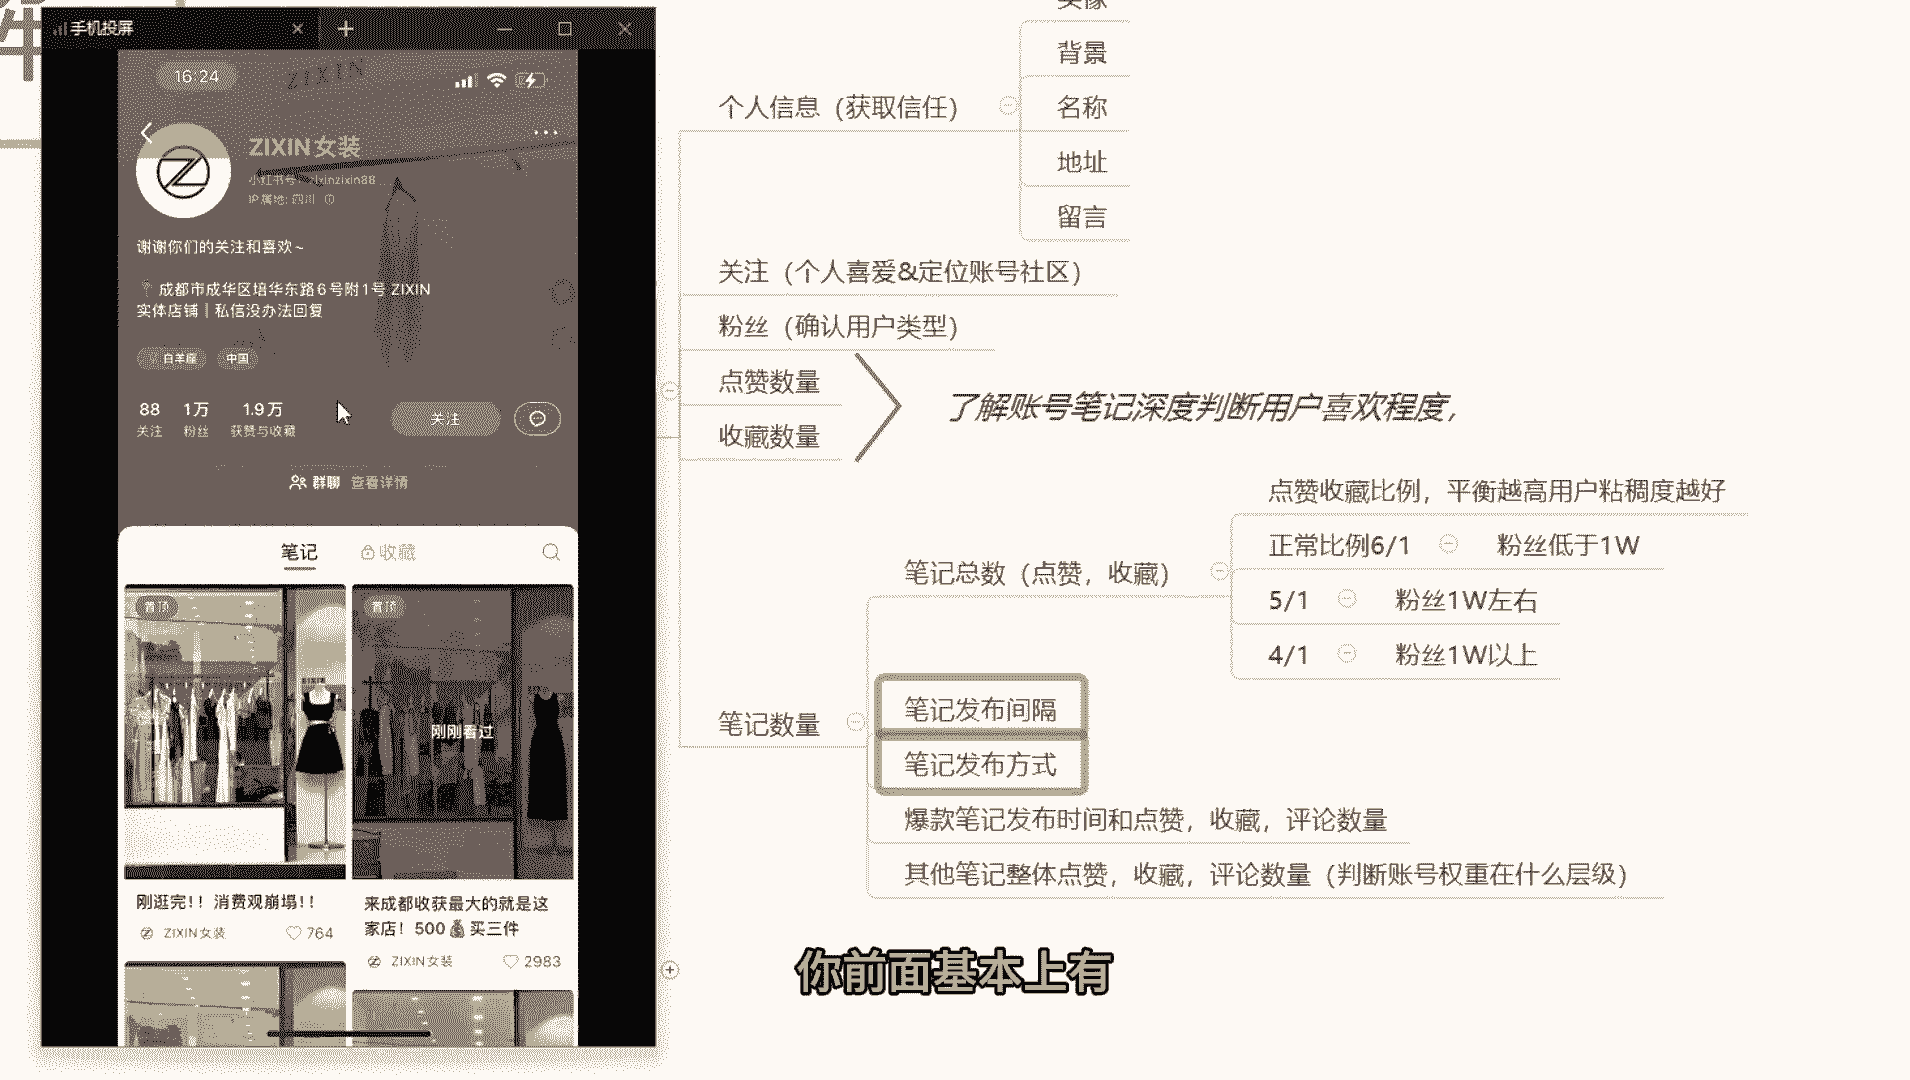 手机投屏
16:24
ZIXIN
ZIXIN女装
小红书号
zixinzixin88
IP属地: 四川
谢谢你们的关注和喜欢~
成都市成华区培华东路6号附1号 ZIXIN
实体店铺 | 私信没办法回复
白羊座
中国
88
1万
1.9万
关注
粉丝
获赞与收藏
关注
群聊 查看详情
笔记
收藏
置顶
置顶
刚刚看过
刚逛完!! 消费观崩塌!!
ZIXIN女装
764
来成都收获最大的就是这
家店! 500💰买三件
ZIXIN女装
2983
个人信息（获取信任）
头像
背景
名称
地址
留言
关注（个人喜爱&定位账号社区）
粉丝（确认用户类型）
点赞数量
收藏数量
了解账号笔记深度判断用户喜欢程度，
笔记数量
笔记总数（点赞，收藏）
点赞收藏比例，平衡越高用户粘稠度越好
正常比例6/1
粉丝低于1W
5/1
粉丝1W左右
4/1
粉丝1W以上
笔记发布间隔
笔记发布方式
爆款笔记发布时间和点赞，收藏，评论数量
其他笔记整体点赞，收藏，评论数量（判断账号权重在什么层级）
你前面基本上有